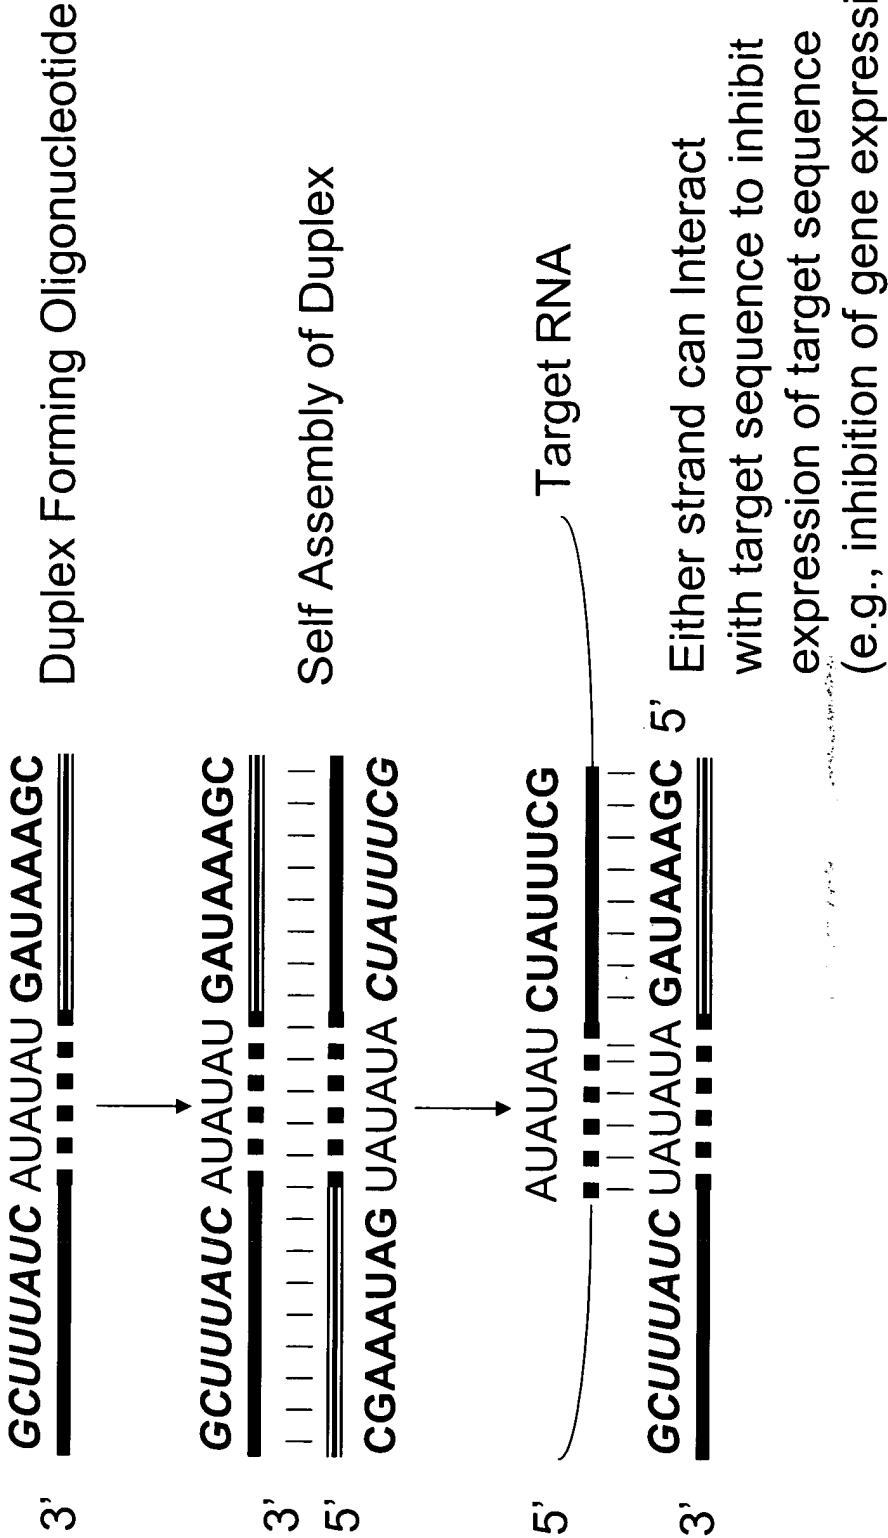 GCUUUAUC AUAUAU GAUAAAGC
3'
Duplex Forming Oligonucleotide
GCUUUAUC AUAUAU GAUAAAGC
3'
5'
CGAAAUAG UAUAUA CUAUUUCG
Self Assembly of Duplex
AUAUAU CUAUUUCG
5'
Target RNA
GCUUUAUC UAUAUA GAUAAAGC 5'
3'
Either strand can Interact
with target sequence to inhibit
expression of target sequence
(e.g., inhibition of gene